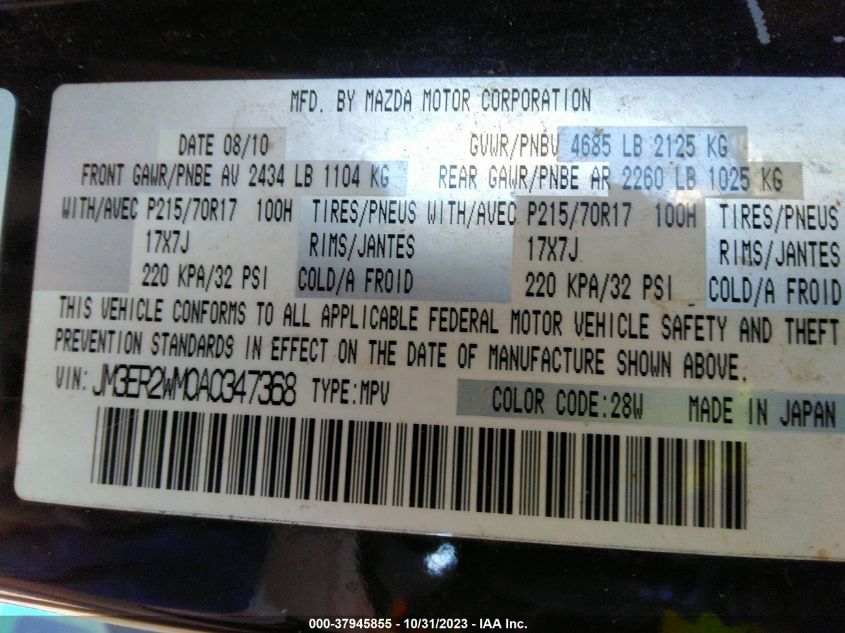 MFD. BY MAZDA MOTOR CORPORATION
DATE 08/10 GVWR/PNBV 4685 LB 2125 KG
FRONT GAWR/PNBE AV 2434 LB 1104 KG REAR GAWR/PNBE AR 2260 LB 1025 KG
WITH/AVEC P215/70R17 100H TIRES/PNEUS WITH/AVEC P215/70R17 100H TIRES/PNEUS
17X7J RIMS/JANTES 17X7J RIMS/JANTES
220 KPA/32 PSI COLD/A FROID 220 KPA/32 PSI COLD/A FROID
THIS VEHICLE CONFORMS TO ALL APPLICABLE FEDERAL MOTOR VEHICLE SAFETY AND THEFT
PREVENTION STANDARDS IN EFFECT ON THE DATE OF MANUFACTURE SHOWN ABOVE.
VIN: JM3ER2WM0A0347368 TYPE:MPV COLOR CODE:28W MADE IN JAPAN
000-37945855 - 10/31/2023 - IAA Inc.